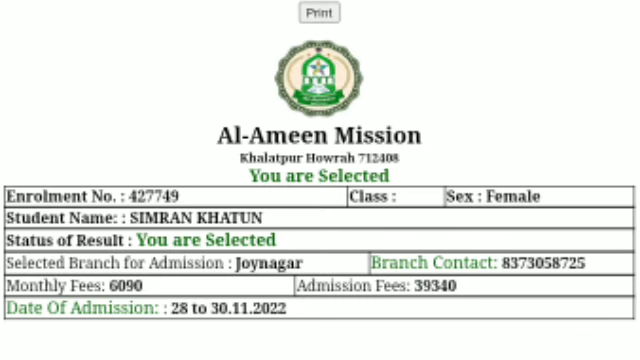 Print
Al-Ameen Mission
Khalatpur Howrah 712408
You are Selected
Enrolment No. : 427749 Class : Sex : Female
Student Name: : SIMRAN KHATUN
Status of Result : You are Selected
Selected Branch for Admission : Joynagar Branch Contact: 8373058725
Monthly Fees: 6090 Admission Fees: 39340
Date Of Admission: : 28 to 30.11.2022